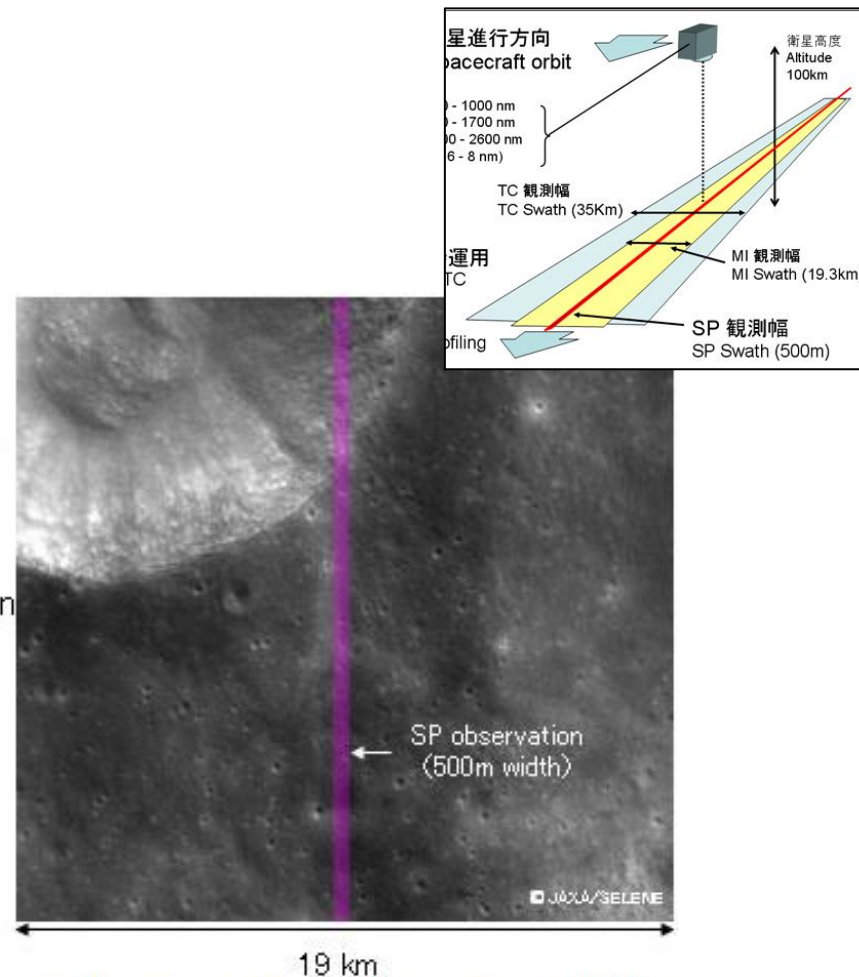 星進行方向
pacecraft orbit
衛星高度
Altitude
100km
- 1000 nm
- 1700 nm
00 - 2600 nm
6 - 8 nm)
TC 観測幅
TC Swath (35Km)
MI 観測幅
MI Swath (19.3km
運用
TC
ofiling
SP 観測幅
SP Swath (500m)
n
SP observation
(500m width)
© JAXA/SELENE
19 km